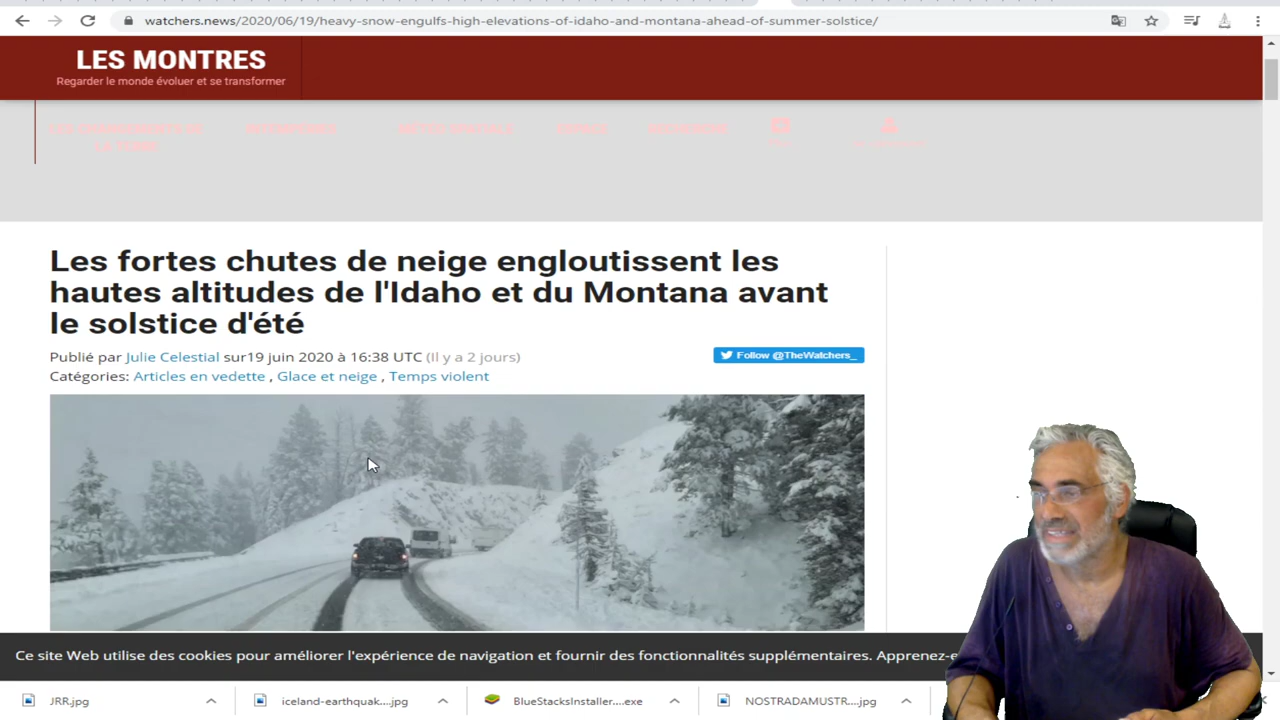 watchers.news/2020/06/19/heavy-snow-engulfs-high-elevations-of-idaho-and-montana-ahead-of-summer-solstice/
LES MONTRES
Regarder le monde évoluer et se transformer
LA TERRE
Les fortes chutes de neige engloutissent les
hautes altitudes de l'Idaho et du Montana avant
le solstice d'été
Publié par Julie Celestial sur19 juin 2020 à 16:38 UTC (Il y a 2 jours)
Follow @TheWatchers_
Catégories: Articles en vedette , Glace et neige , Temps violent
Ce site Web utilise des cookies pour améliorer l'expérience de navigation et fournir des fonctionnalités supplémentaires. Apprenez-e
JRR.jpg
iceland-earthquak....jpg
BlueStacksInstaller....exe
NOSTRADAMUSTR....jpg